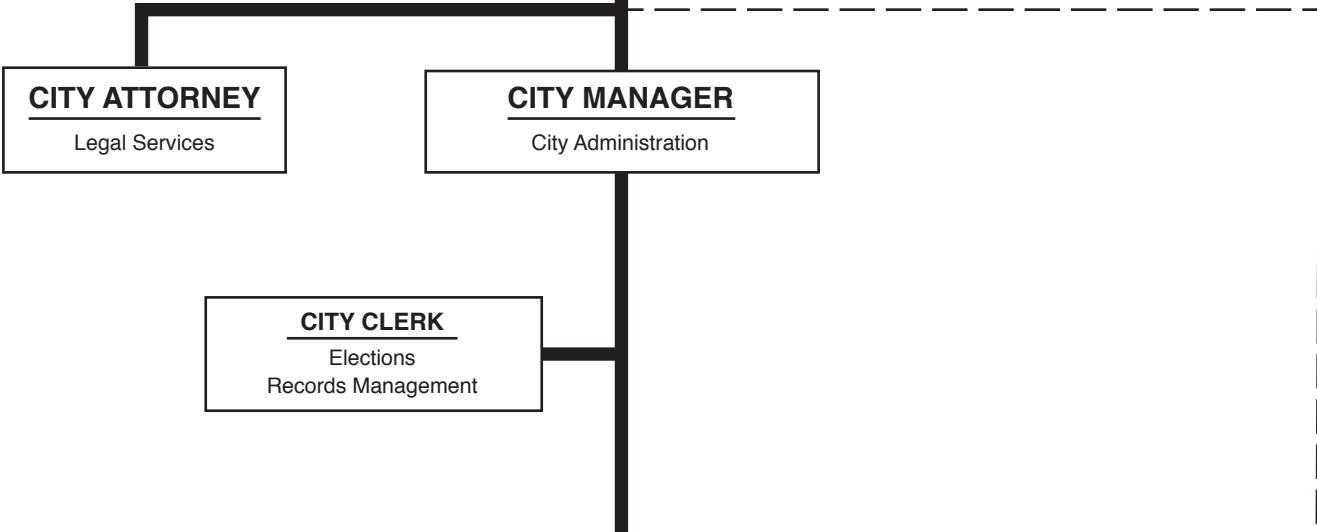 CITY ATTORNEY
Legal Services
CITY MANAGER
City Administration
CITY CLERK
Elections
Records Management